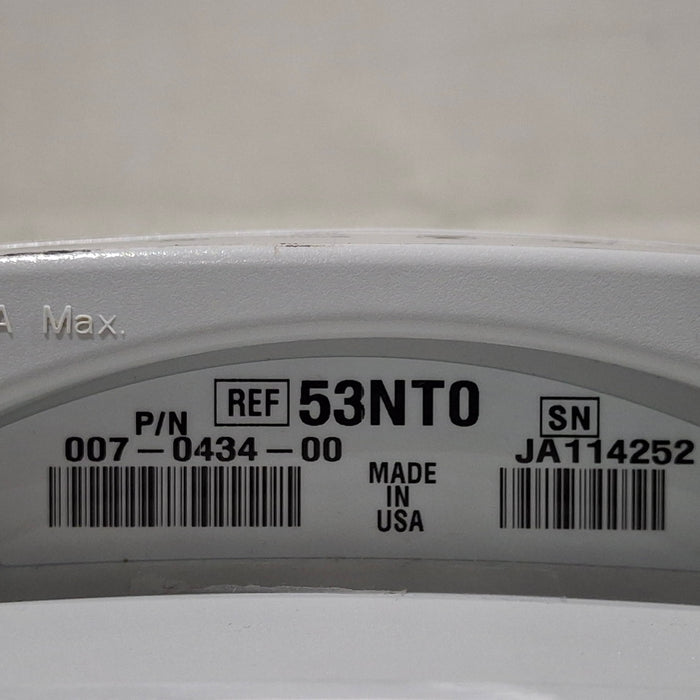 A Max.
REF 53NT0
P/N
007-0434-00
SN
JA114252
MADE
IN
USA